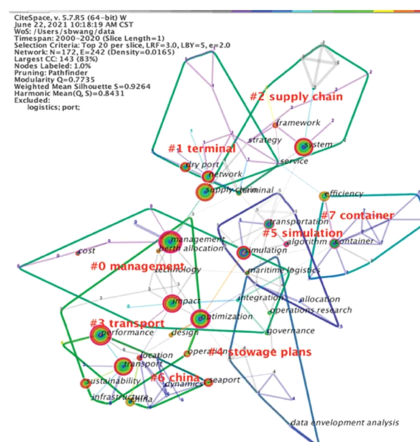 CiteSpace, v. 5.7.R5 (64-bit) W
June 22, 2021 10:18:19 AM CST
WoS: /Users/sbwang/data
Timespan: 2000-2020 (Slice Length=1)
Selection Criteria: Top 20 per slice, LRF=3.0, LBY=5, e=2.0
Network: N=172, E=242 (Density=0.0165)
Largest CC: 143 (83%)
Nodes Labeled: 1.0%
Pruning: Pathfinder
Modularity Q=0.7735
Weighted Mean Silhouette S=0.9264
Harmonic Mean(Q, S)=0.8431
Excluded:
logistics; port;
#2 supply chain
framework
strategy
system
#1 terminal
service
dry port
network
supply chain
terminal
efficiency
#7 container
transportation
#5 simulation
management
berth allocation
algorithm
container
cost
simulation
#0 management
technology
maritime logistics
impact
integration
allocation
operations research
optimization
#3 transport
performance
design
governance
#4 stowage plans
location
transport
#6 china
sustainability
dynamics
seaport
infrastructure
china
data envelopment analysis